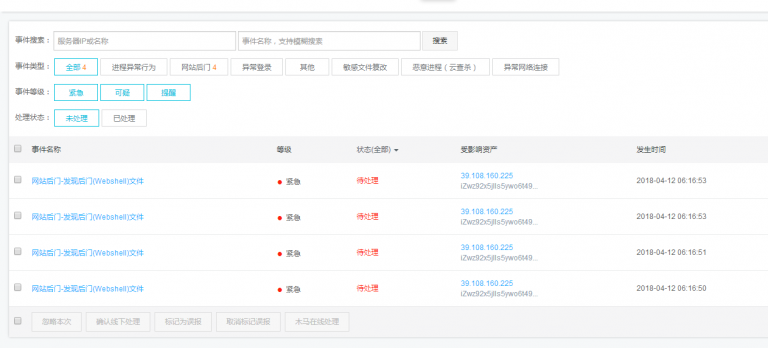 事件搜索： 服务器IP或名称 事件名称，支持模糊搜索 搜索
事件类型： 全部 4 进程异常行为 网站后门 4 异常登录 其他 敏感文件篡改 恶意进程（云查杀） 异常网络连接
事件等级： 紧急 可疑 提醒
处理状态： 未处理 已处理
事件名称 等级 状态(全部) 受影响资产 发生时间
网站后门-发现后门(Webshell)文件 紧急 待处理 39.108.160.225 2018-04-12 06:16:53
iZwz92x5jlls5ywo6t49...
网站后门-发现后门(Webshell)文件 紧急 待处理 39.108.160.225 2018-04-12 06:16:53
iZwz92x5jlls5ywo6t49...
网站后门-发现后门(Webshell)文件 紧急 待处理 39.108.160.225 2018-04-12 06:16:51
iZwz92x5jlls5ywo6t49...
网站后门-发现后门(Webshell)文件 紧急 待处理 39.108.160.225 2018-04-12 06:16:50
iZwz92x5jlls5ywo6t49...
忽略本次 确认线下处理 标记为误报 取消标记误报 木马在线处理